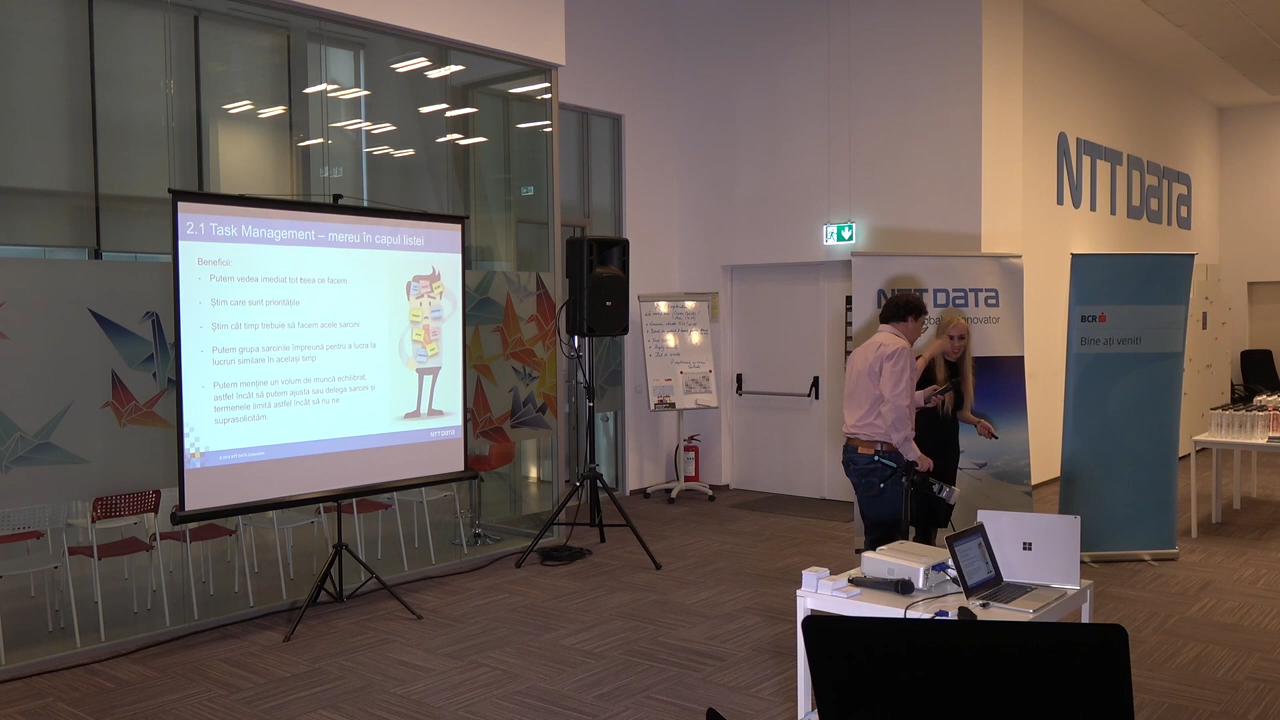 2.1 Task Management – mereu în capul listei
Beneficii:
- Putem vedea imediat tot ceea ce facem
- Știm care sunt prioritățile
- Știm cât timp trebuie să facem acele sarcini
- Putem grupa sarcinile împreună pentru a lucra la
lucruri similare în același timp
- Putem menține un volum de muncă echilibrat,
astfel încât să putem ajusta sau delega sarcini și
termenele limită astfel încât să nu ne
suprasolicităm.
NTT DATA
NTT DATA
NTT DATA
Innovator
BCR
Bine ați venit!